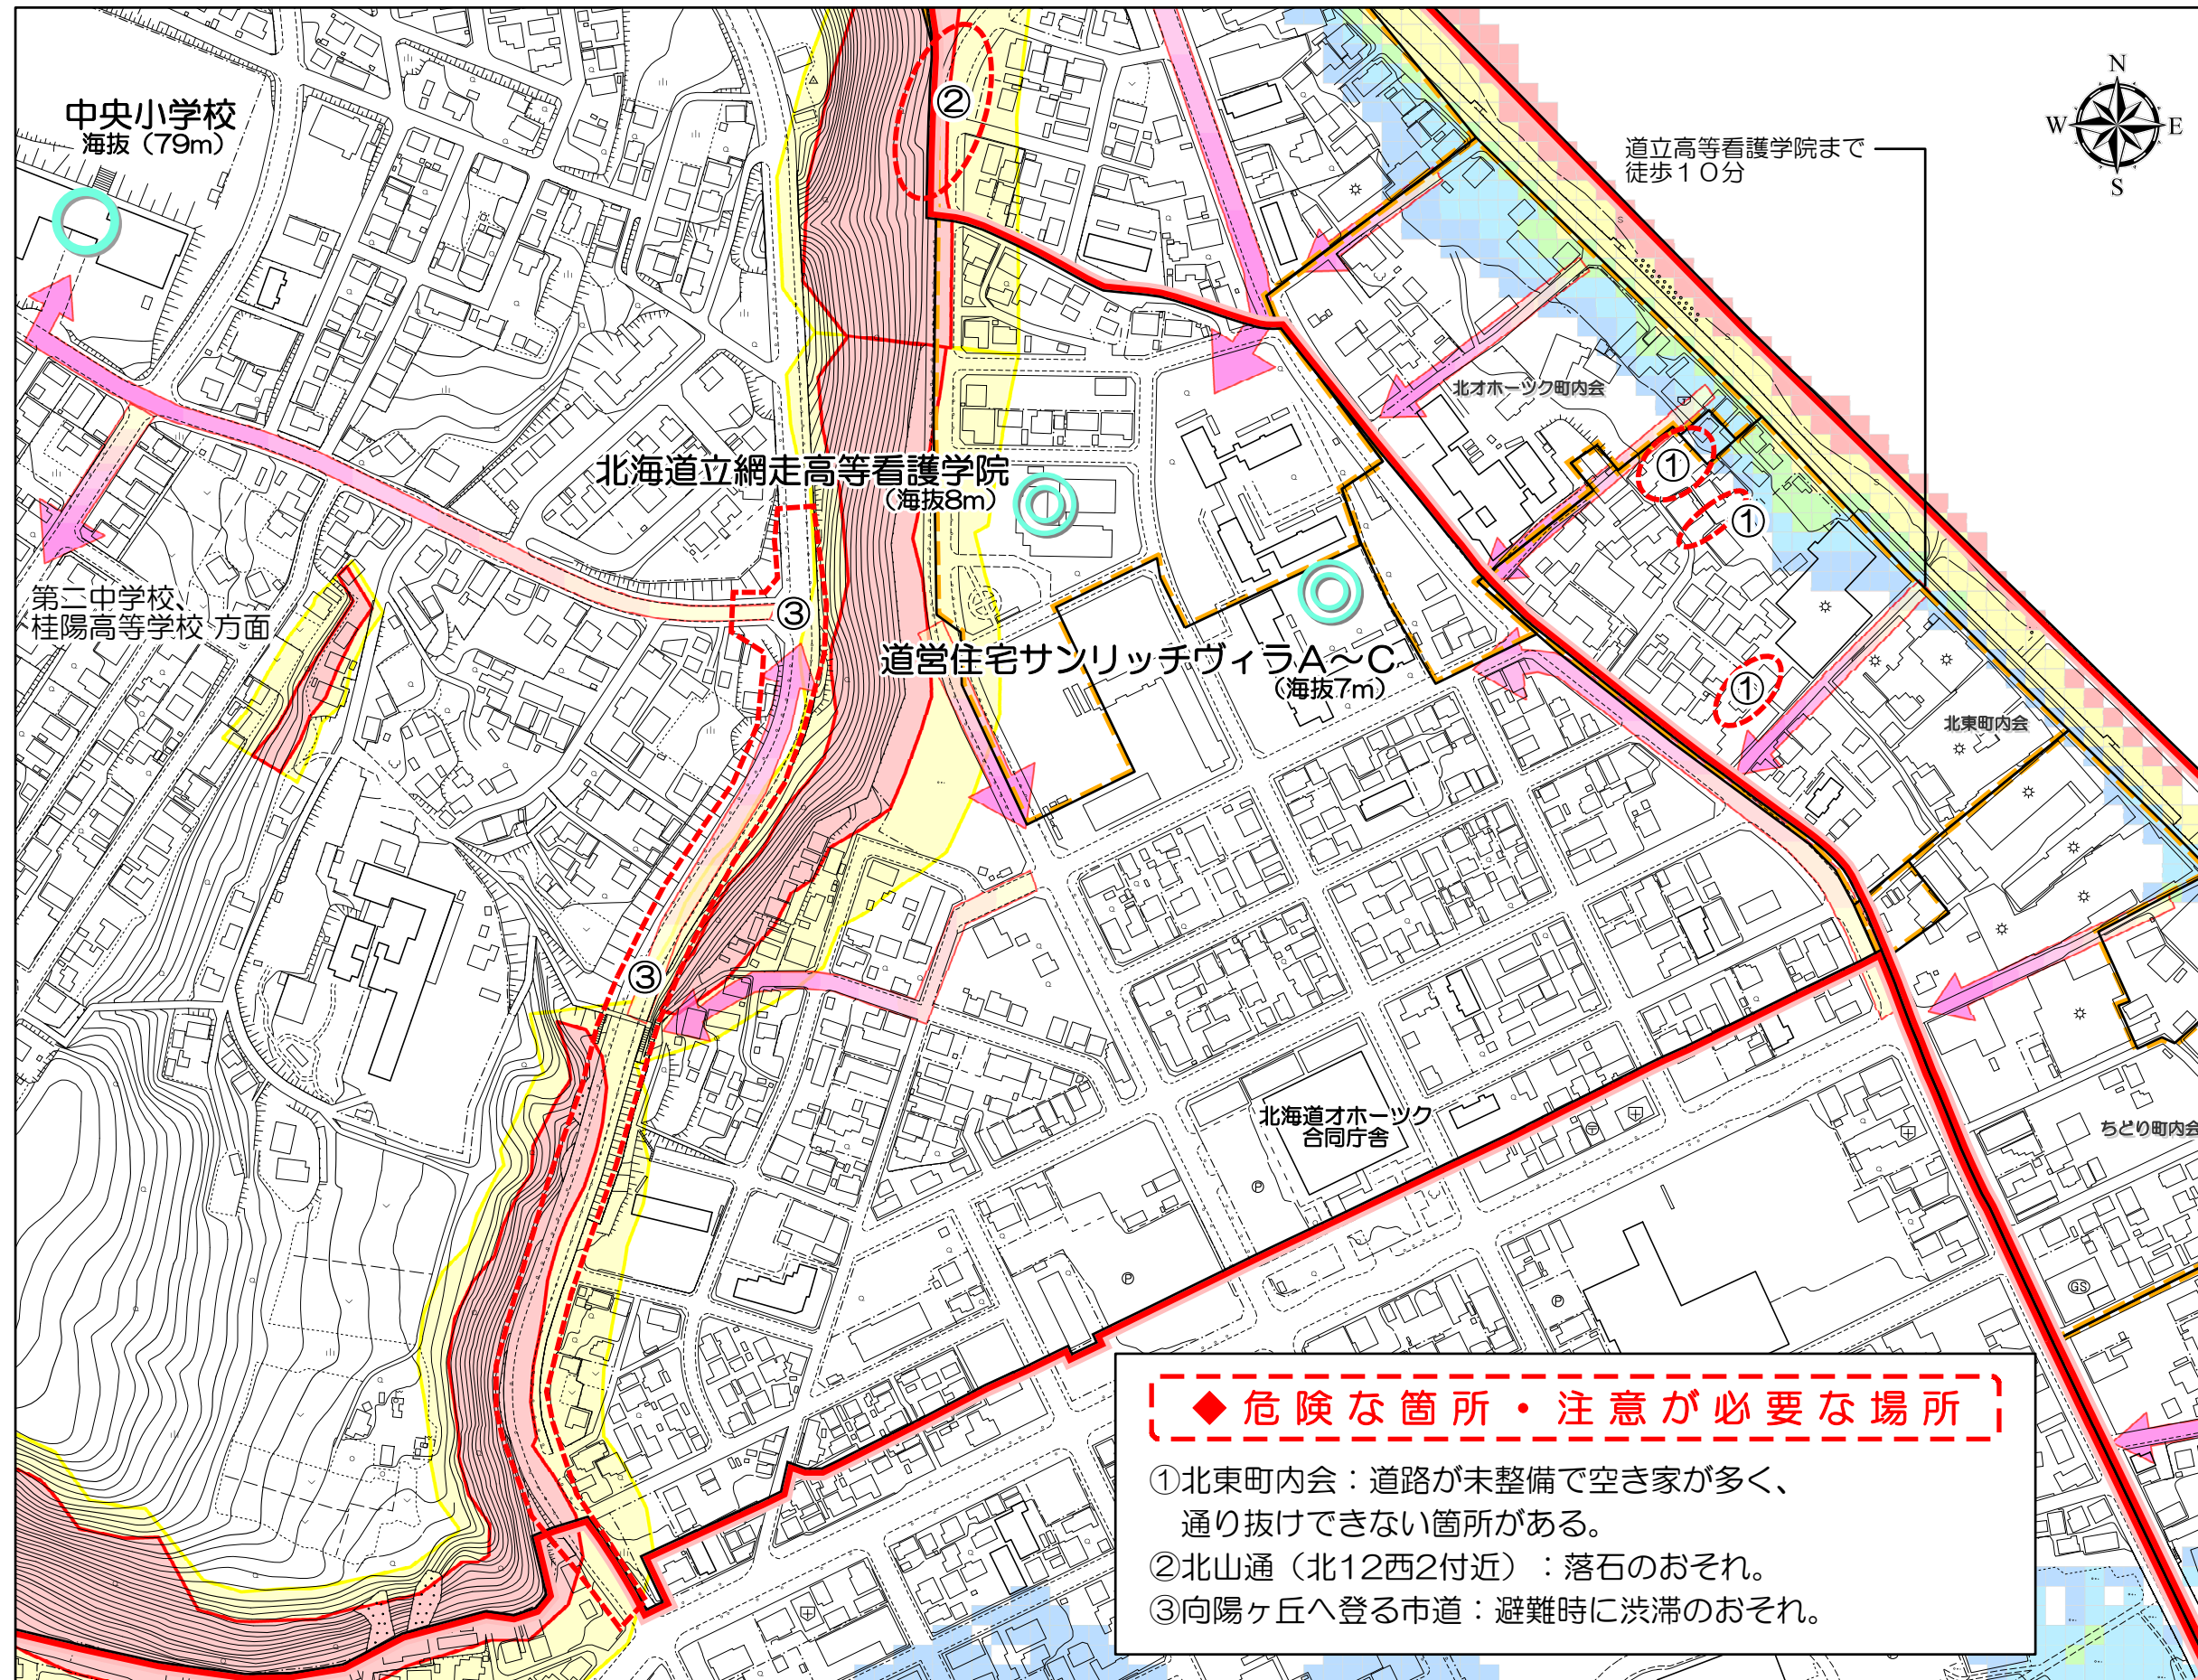 中央小学校
海抜（79m）
②
道立高等看護学院まで
徒歩１０分
N
W
E
S
北オホーツク町内会
北海道立網走高等看護学院
（海抜8m）
①
①
第二中学校、
桂陽高等学校 方面
③
道営住宅サンリッチヴィラA～C
（海抜7m）
①
北東町内会
③
北海道オホーツク
合同庁舎
ちどり町内会
GS
◆危険な箇所・注意が必要な場所
①北東町内会：道路が未整備で空き家が多く、
通り抜けできない箇所がある。
②北山通（北12西2付近）：落石のおそれ。
③向陽ヶ丘へ登る市道：避難時に渋滞のおそれ。